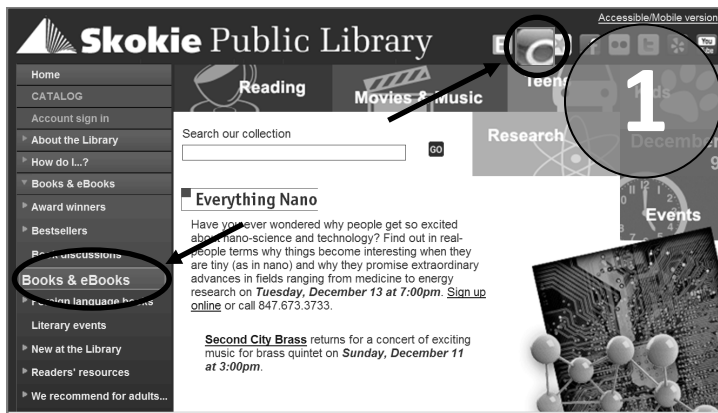 Accessible/Mobile version
Skokie Public Library
You
Tube
Home
CATALOG
Account sign in
About the Library
How do I...?
Books & eBooks
Award winners
Bestsellers
Book discussions
Books & eBooks
Foreign language books
Literary events
New at the Library
Readers' resources
We recommend for adults...
Reading
Movies & Music
Teens
Kids
1
Search our collection
GO
Research
December
9
Events
Everything Nano
Have you ever wondered why people get so excited
about nano-science and technology? Find out in real-
people terms why things become interesting when they
are tiny (as in nano) and why they promise extraordinary
advances in fields ranging from medicine to energy
research on Tuesday, December 13 at 7:00pm. Sign up
online or call 847.673.3733.
Second City Brass returns for a concert of exciting
music for brass quintet on Sunday, December 11
at 3:00pm.